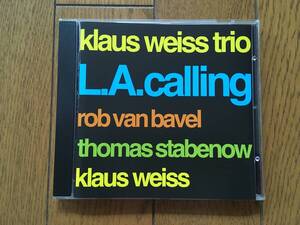 klaus weiss trio
L.A.calling
rob van bavel
thomas stabenow
klaus weiss